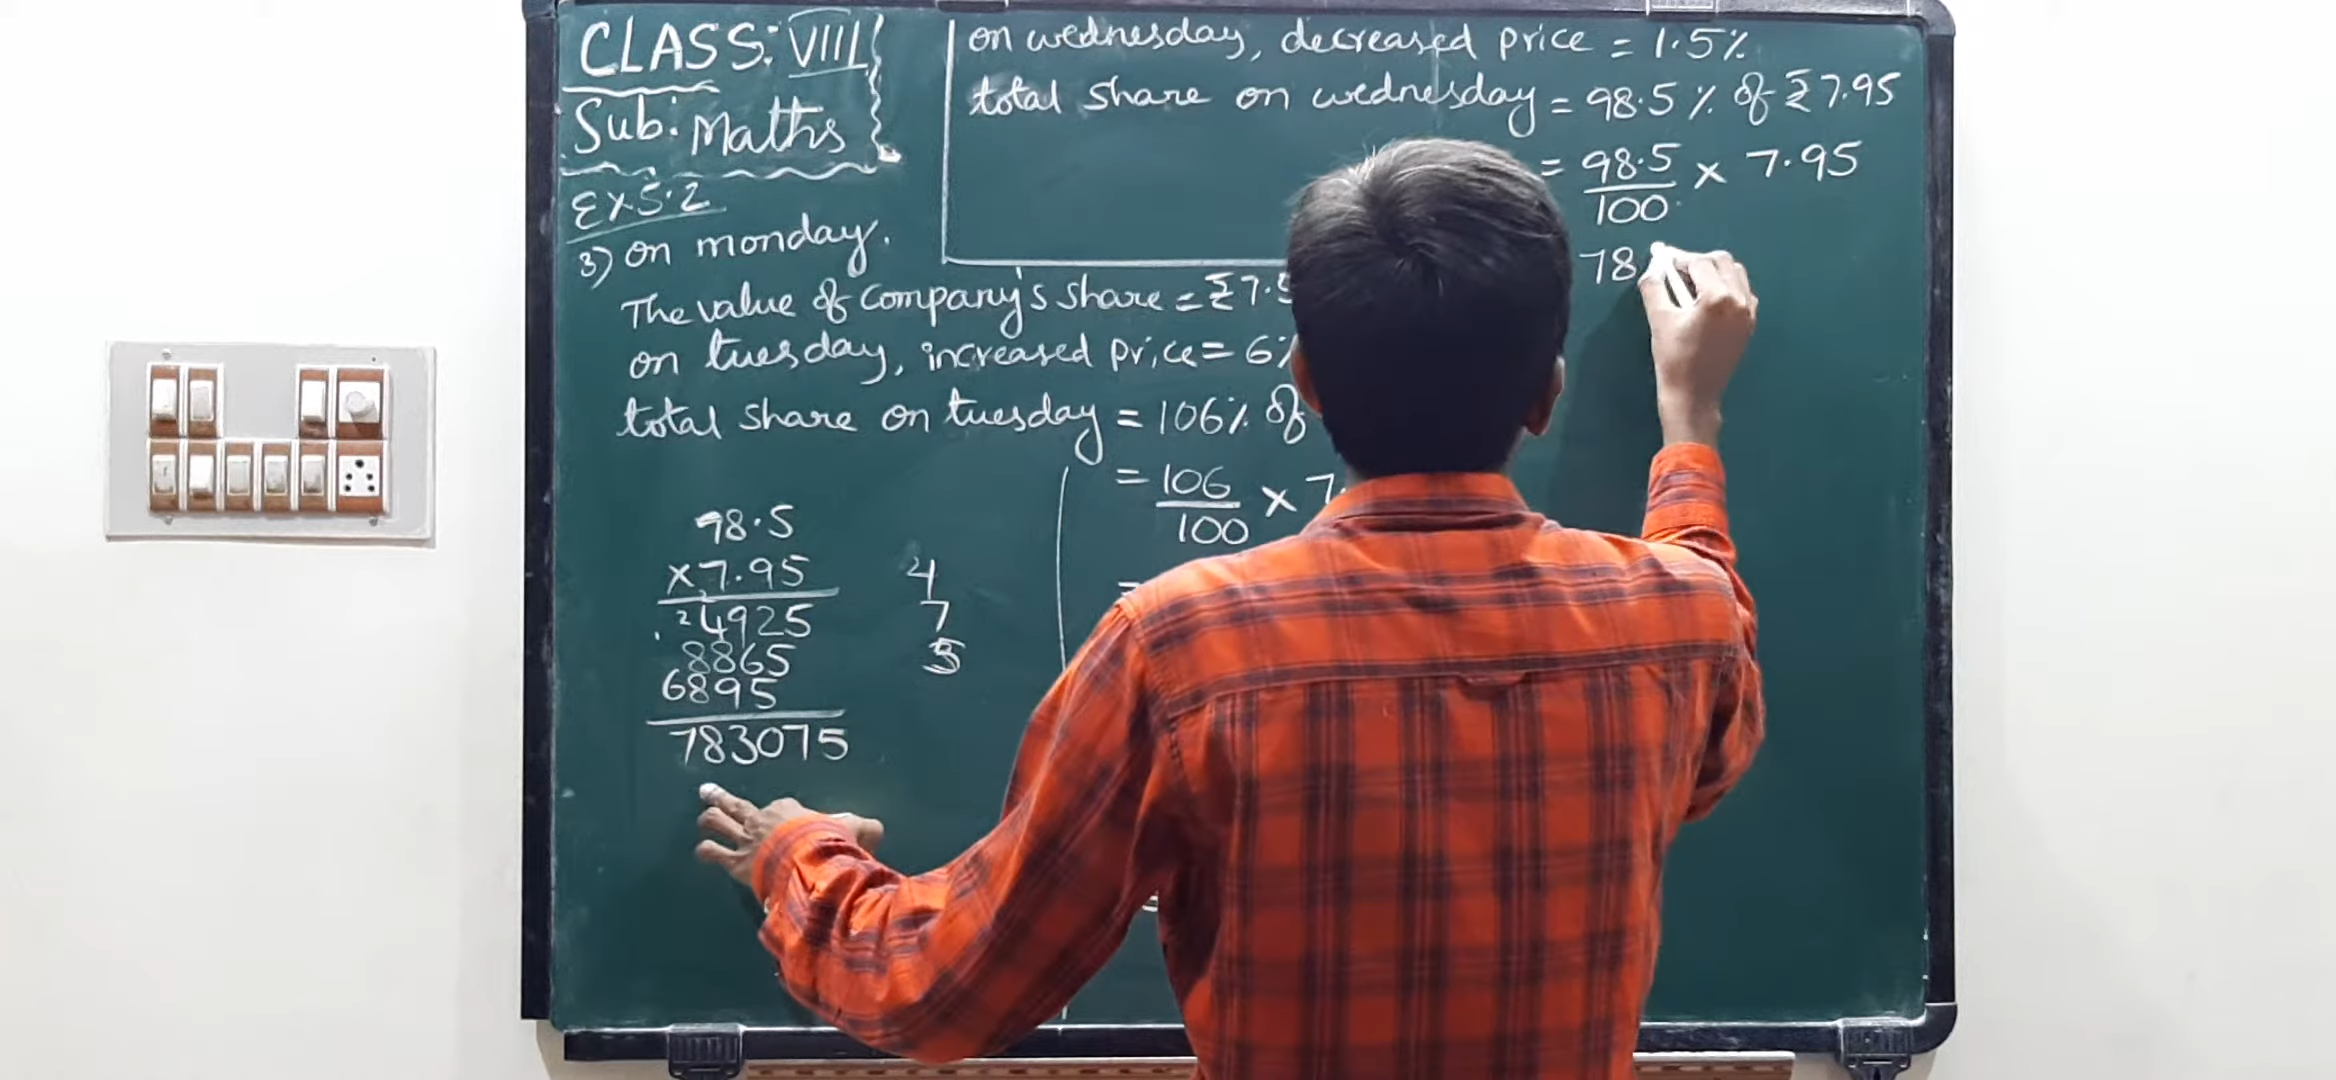 CLASS: VIII
Sub: Maths
Ex 5.2
3) on monday.
The value of Company's share = ₹7.5
on tuesday, increased price = 6%
total share on tuesday = 106% of
= 106/100 × 7.
=
98.5
×7.95
2
2 4925
8865
6895
783075
4
7
on wednesday, decreased price = 1.5%
total share on wednesday = 98.5% of ₹7.95
= 98.5/100 × 7.95
78